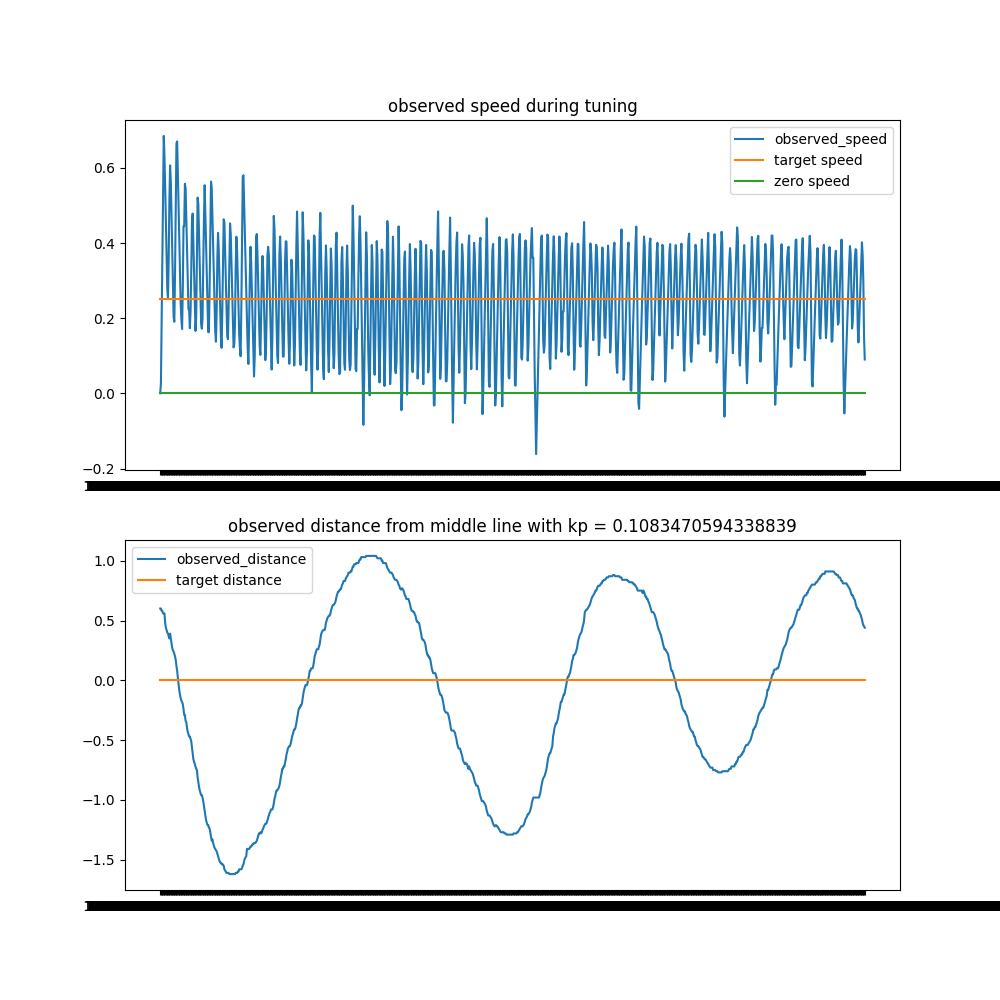 observed speed during tuning
observed_speed
target speed
zero speed
0.6
0.4
0.2
0.0
−0.2
observed distance from middle line with kp = 0.1083470594338839
observed_distance
target distance
1.0
0.5
0.0
−0.5
−1.0
−1.5